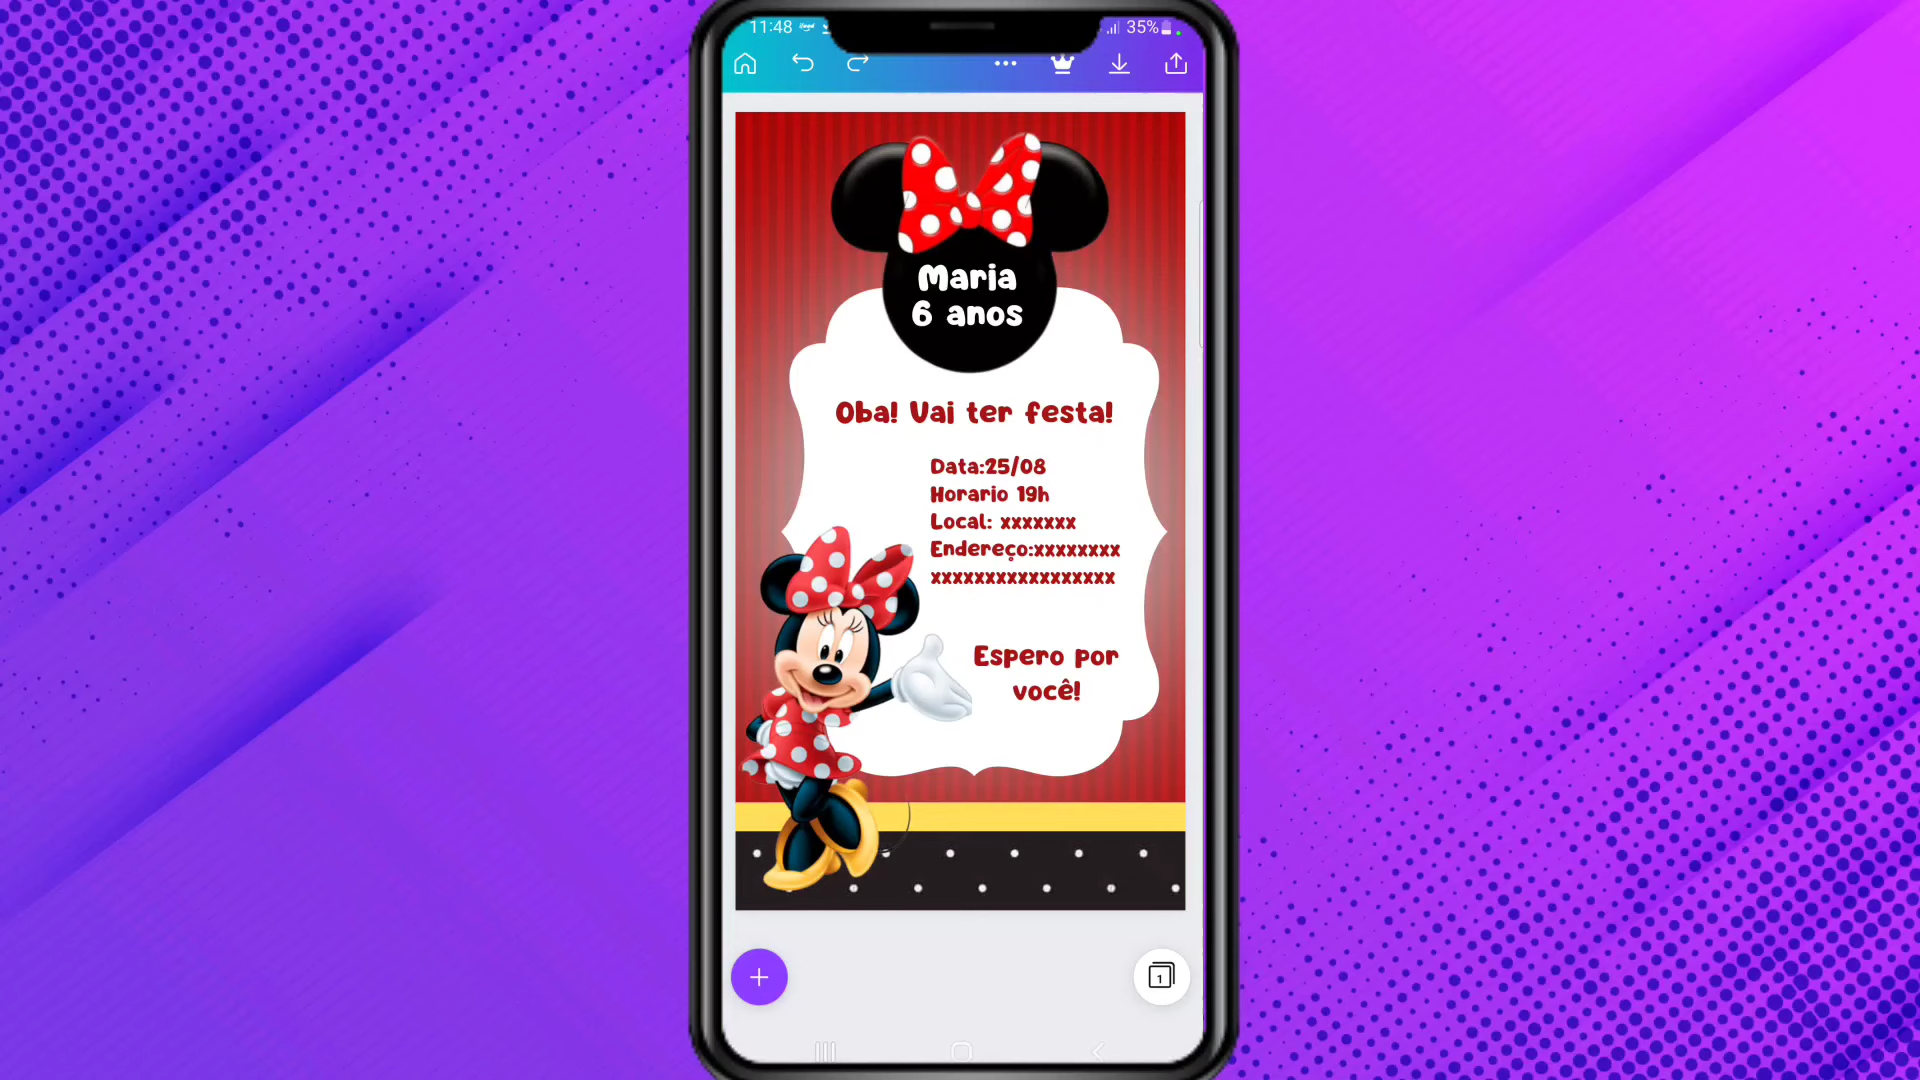 11:48
35%
Maria
6 anos
Oba! Vai ter festa!
Data:25/08
Horario 19h
Local: xxxxxxx
Endereço:xxxxxxxx
xxxxxxxxxxxxxxxxx
Espero por
você!
1